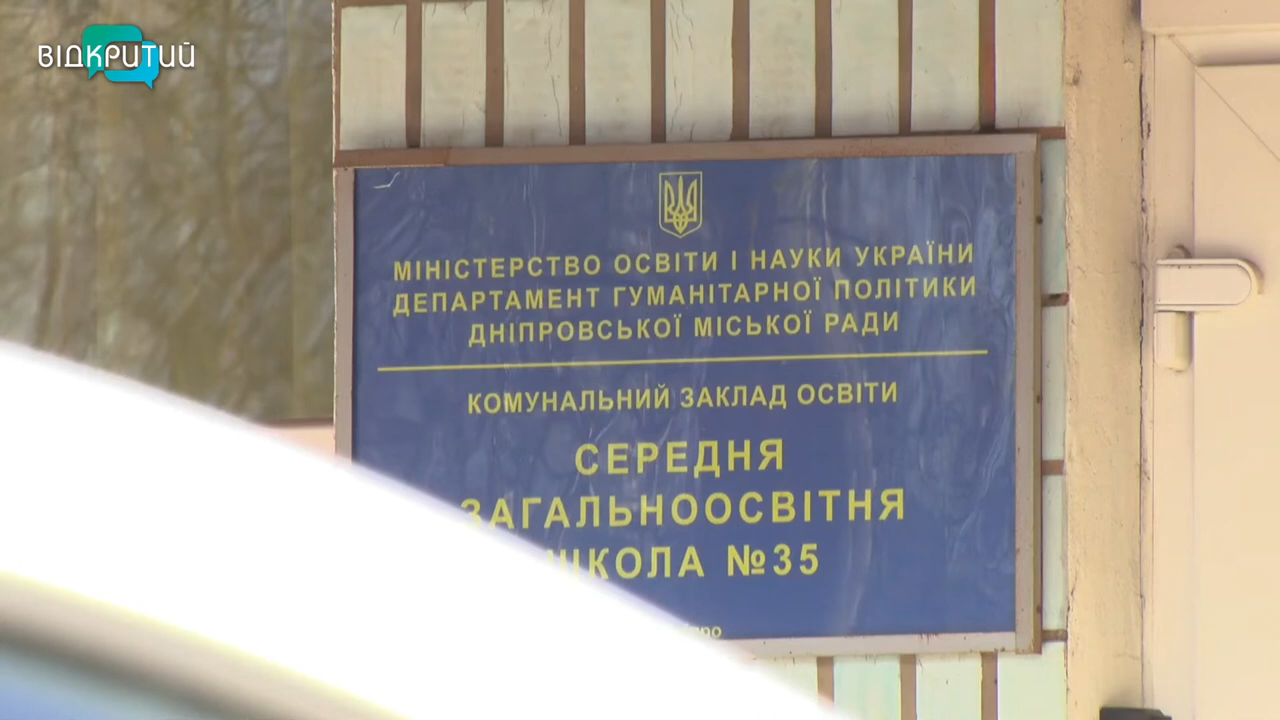 ВІДКРИТИЙ
МІНІСТЕРСТВО ОСВІТИ І НАУКИ УКРАЇНИ
ДЕПАРТАМЕНТ ГУМАНІТАРНОЇ ПОЛІТИКИ
ДНІПРОВСЬКОЇ МІСЬКОЇ РАДИ
КОМУНАЛЬНИЙ ЗАКЛАД ОСВІТИ
СЕРЕДНЯ
ЗАГАЛЬНООСВІТНЯ
ШКОЛА №35